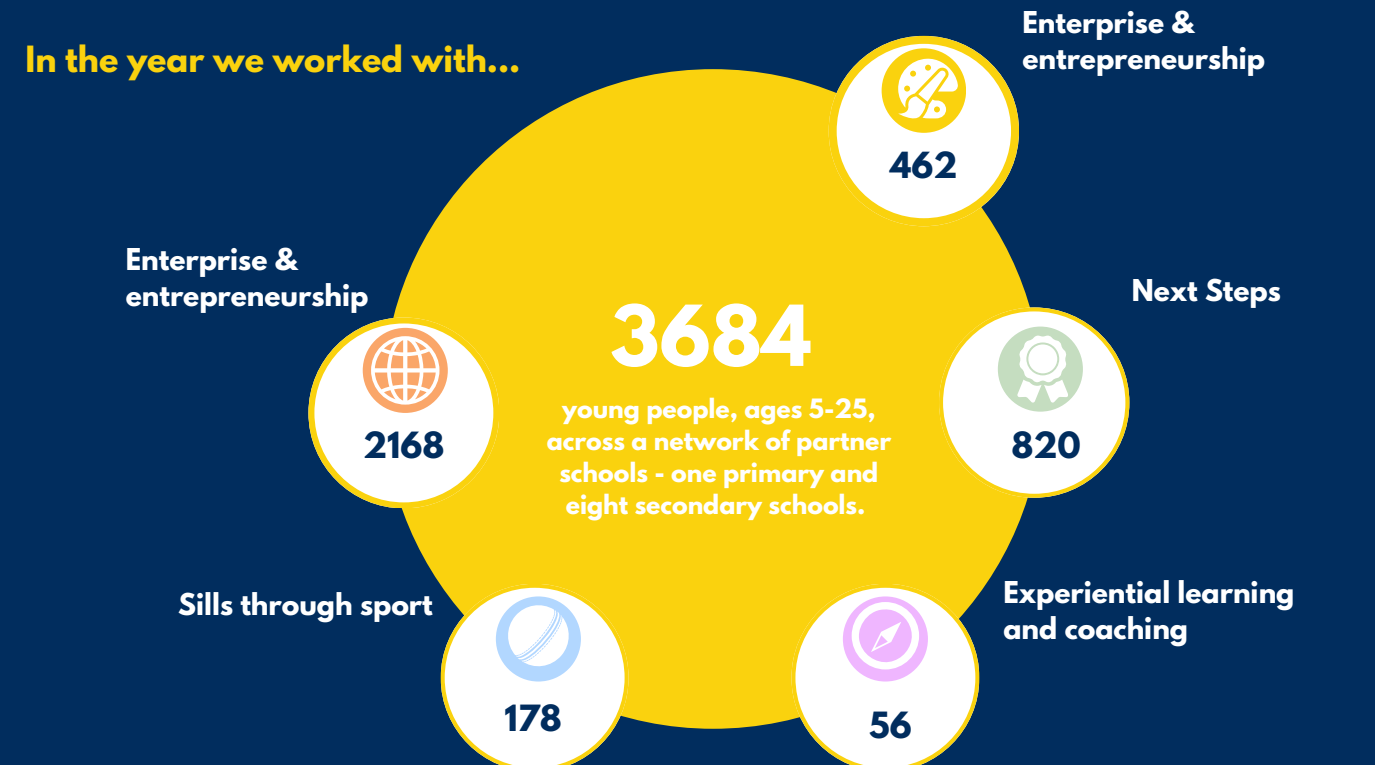 In the year we worked with...
Enterprise &
entrepreneurship
462
Enterprise &
entrepreneurship
2168
Next Steps
820
3684
young people, ages 5-25,
across a network of partner
schools - one primary and
eight secondary schools.
Sills through sport
178
Experiential learning
and coaching
56